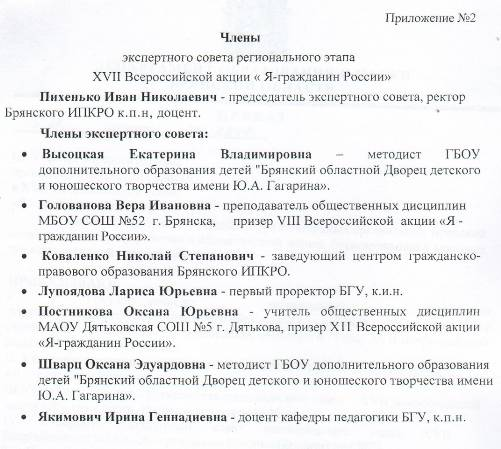 Приложение №2
Члены
экспертного совета регионального этапа
XVII Всероссийской акции « Я-гражданин России»
Пихенько Иван Николаевич - председатель экспертного совета, ректор
Брянского ИПКРО к.п.н, доцент.
Члены экспертного совета:
• Высоцкая Екатерина Владимировна – методист ГБОУ
дополнительного образования детей "Брянский областной Дворец детского
и юношеского творчества имени Ю.А. Гагарина».
• Голованова Вера Ивановна - преподаватель общественных дисциплин
МБОУ СОШ №52 г. Брянска, призер VIII Всероссийской акции «Я -
гражданин России».
• Коваленко Николай Степанович - заведующий центром гражданско-
правового образования Брянского ИПКРО.
• Лупоядова Лариса Юрьевна - первый проректор БГУ, к.и.н.
• Постникова Оксана Юрьевна - учитель общественных дисциплин
МАОУ Дятьковская СОШ №5 г. Дятькова, призер XII Всероссийской акции
«Я-гражданин России».
• Шварц Оксана Эдуардовна - методист ГБОУ дополнительного образования
детей "Брянский областной Дворец детского и юношеского творчества имени
Ю.А. Гагарина».
• Якимович Ирина Геннадиевна - доцент кафедры педагогики БГУ, к.п.н.